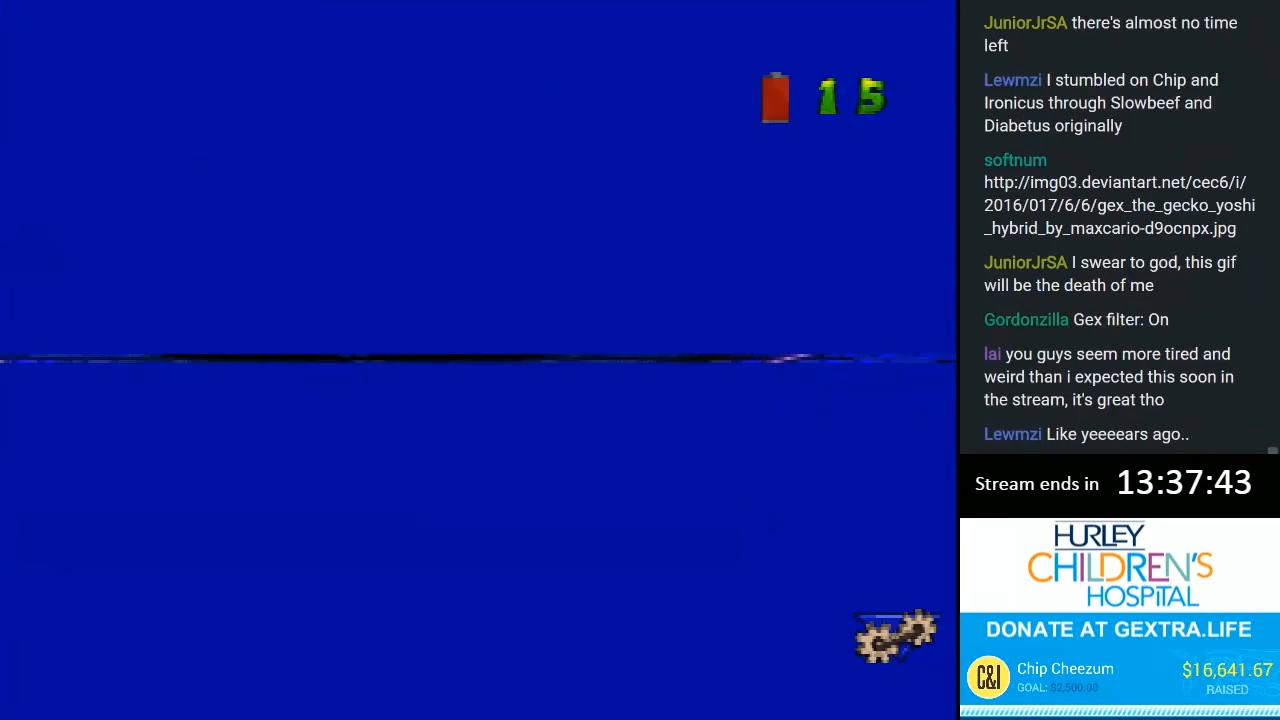 15
JuniorJrSA there's almost no time
left
Lewmzi I stumbled on Chip and
Ironicus through Slowbeef and
Diabetus originally
softnum
http://img03.deviantart.net/cec6/i/
2016/017/6/6/gex_the_gecko_yoshi
_hybrid_by_maxcario-d9ocnpx.jpg
JuniorJrSA I swear to god, this gif
will be the death of me
Gordonzilla Gex filter: On
lai you guys seem more tired and
weird than i expected this soon in
the stream, it's great tho
Lewmzi Like yeeeears ago..
Stream ends in 13:37:43
HURLEY
CHILDREN'S
HOSPITAL
DONATE AT GEXTRA.LIFE
C&I Chip Cheezum $16,641.67
GOAL: $2,500.00 RAISED